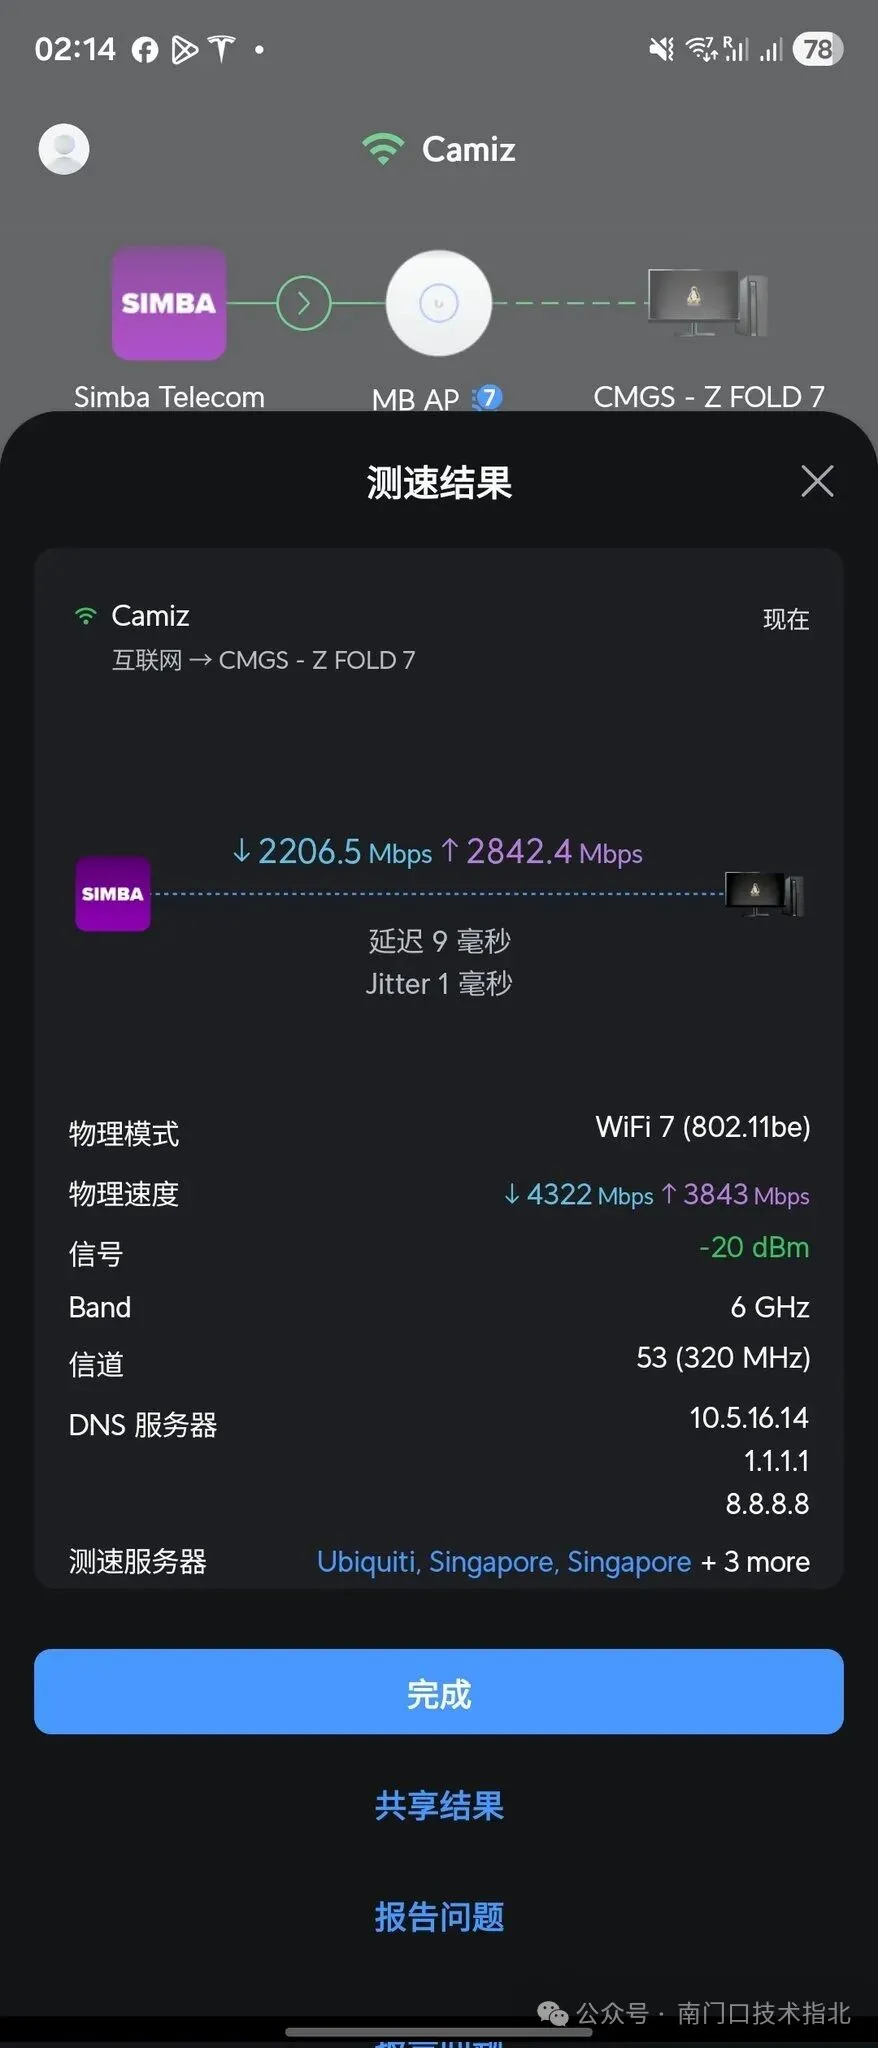 02:14 R 78
Camiz
SIMBA
Simba Telecom MB AP 7 CMGS - Z FOLD 7
测速结果
Camiz 现在
互联网 → CMGS - Z FOLD 7
↓ 2206.5 Mbps ↑ 2842.4 Mbps
SIMBA
延迟 9 毫秒
Jitter 1 毫秒
物理模式 WiFi 7 (802.11be)
物理速度 ↓ 4322 Mbps ↑ 3843 Mbps
信号 -20 dBm
Band 6 GHz
信道 53 (320 MHz)
DNS 服务器 10.5.16.14
1.1.1.1
8.8.8.8
测速服务器 Ubiquiti, Singapore, Singapore + 3 more
完成
共享结果
报告问题
公众号 · 南门口技术指北